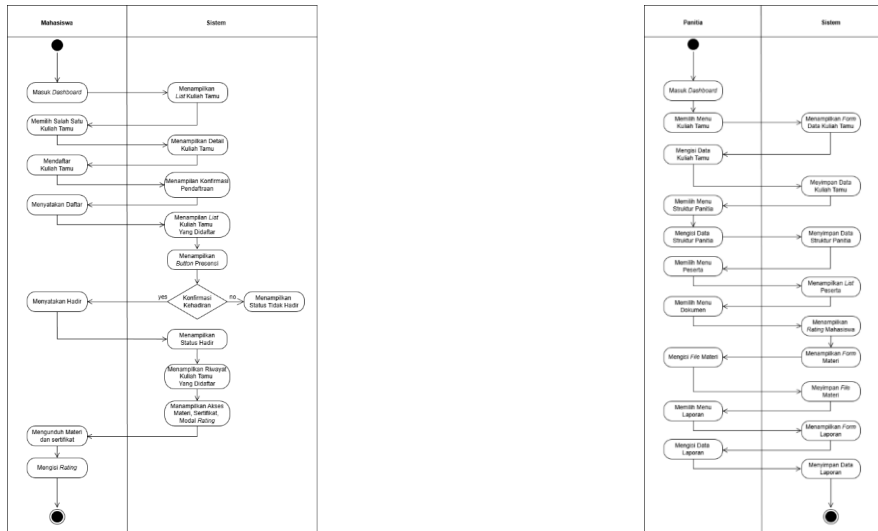 Mahasiswa
Sistem
Masuk Dashboard
Menampilkan
List Kuliah Tamu
Memilih Salah Satu
Kuliah Tamu
Menampilkan Detail
Kuliah Tamu
Mendaftar
Kuliah Tamu
Menampilan Konfirmasi
Pendaftraan
Menyatakan Daftar
Menampilan List
Kuliah Tamu
Yang Didaftar
Menampilkan
Button Presensi
Konfirmasi
Kehadiran
yes
no
Menyatakan Hadir
Menampilkan
Status Tidak Hadir
Menampilkan
Status Hadir
Menampilkan Riwayat
Kuliah Tamu
Yang Didaftar
Menampilkan Akses
Materi, Sertifikat,
Modal Rating
Mengunduh Materi
dan sertifikat
Mengisi Rating
Panitia
Sistem
Masuk Dashboard
Memilih Menu
Kuliah Tamu
Menampilkan Form
Data Kuliah Tamu
Mengisi Data
Kuliah Tamu
Meyimpan Data
Kuliah Tamu
Memilih Menu
Struktur Panitia
Mengisi Data
Struktur Panitia
Menyimpan Data
Struktur Panitia
Memilih Menu
Peserta
Menampilkan List
Peserta
Memilih Menu
Dokumen
Menampilkan
Rating Mahasiswa
Menampilkan Form
Materi
Mengisi File Materi
Meyimpan File
Materi
Memilih Menu
Laporan
Menampilkan Form
Laporan
Mengisi Data
Laporan
Menyimpan Data
Laporan